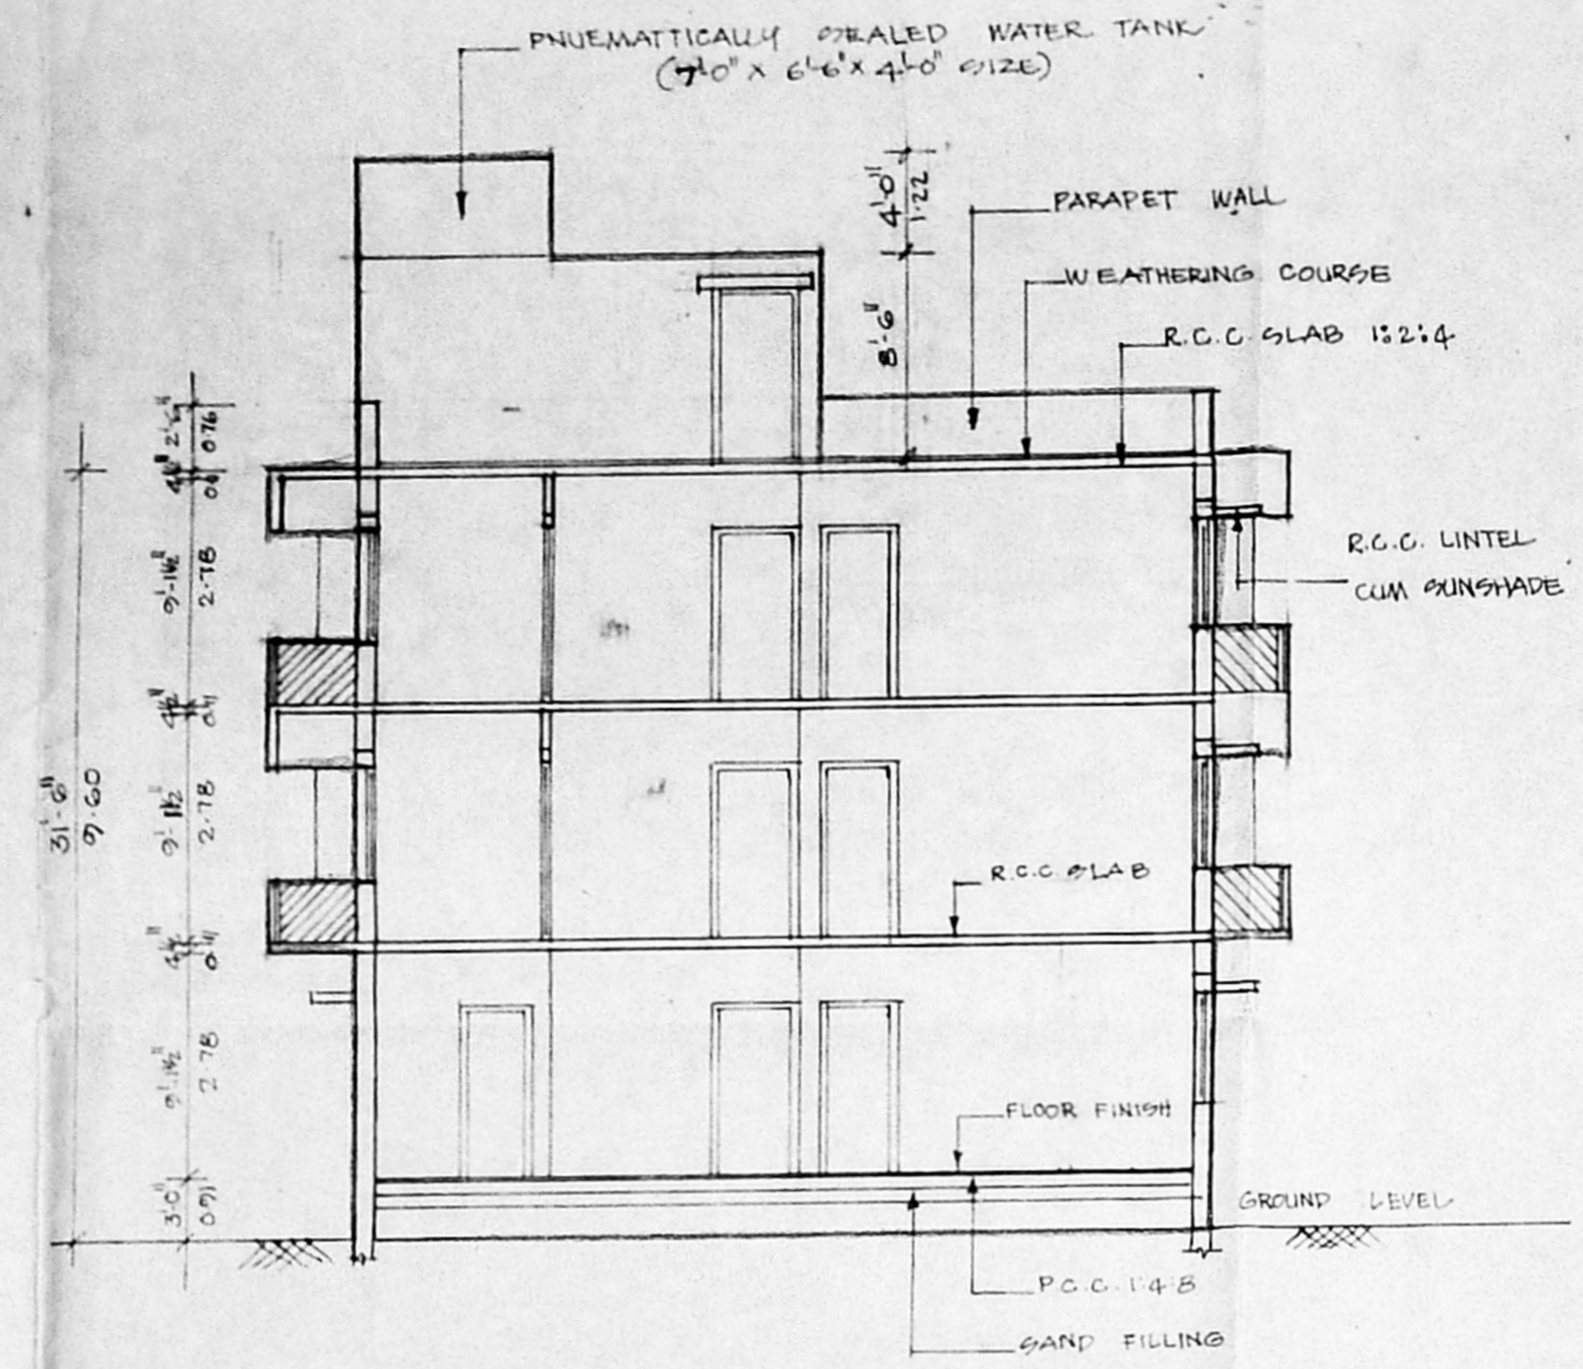 PNUEMATTICALLY SEALED WATER TANK
(7'-0" X 6'-6" X 4'-0" SIZE)
4'-0"
1.22
PARAPET WALL
WEATHERING COURSE
8'-6"
R.C.C. SLAB 1:2:4
2'-6"
0.76
4½"
9'-1½"
2.78
R.C.C. LINTEL
CUM SUNSHADE
4½"
0.11
31'-6"
9.60
9'-1½"
2.78
R.C.C. SLAB
4½"
0.11
9'-1½"
2.78
FLOOR FINISH
3'-0"
0.91
GROUND LEVEL
P.C.C. 1:4:8
SAND FILLING